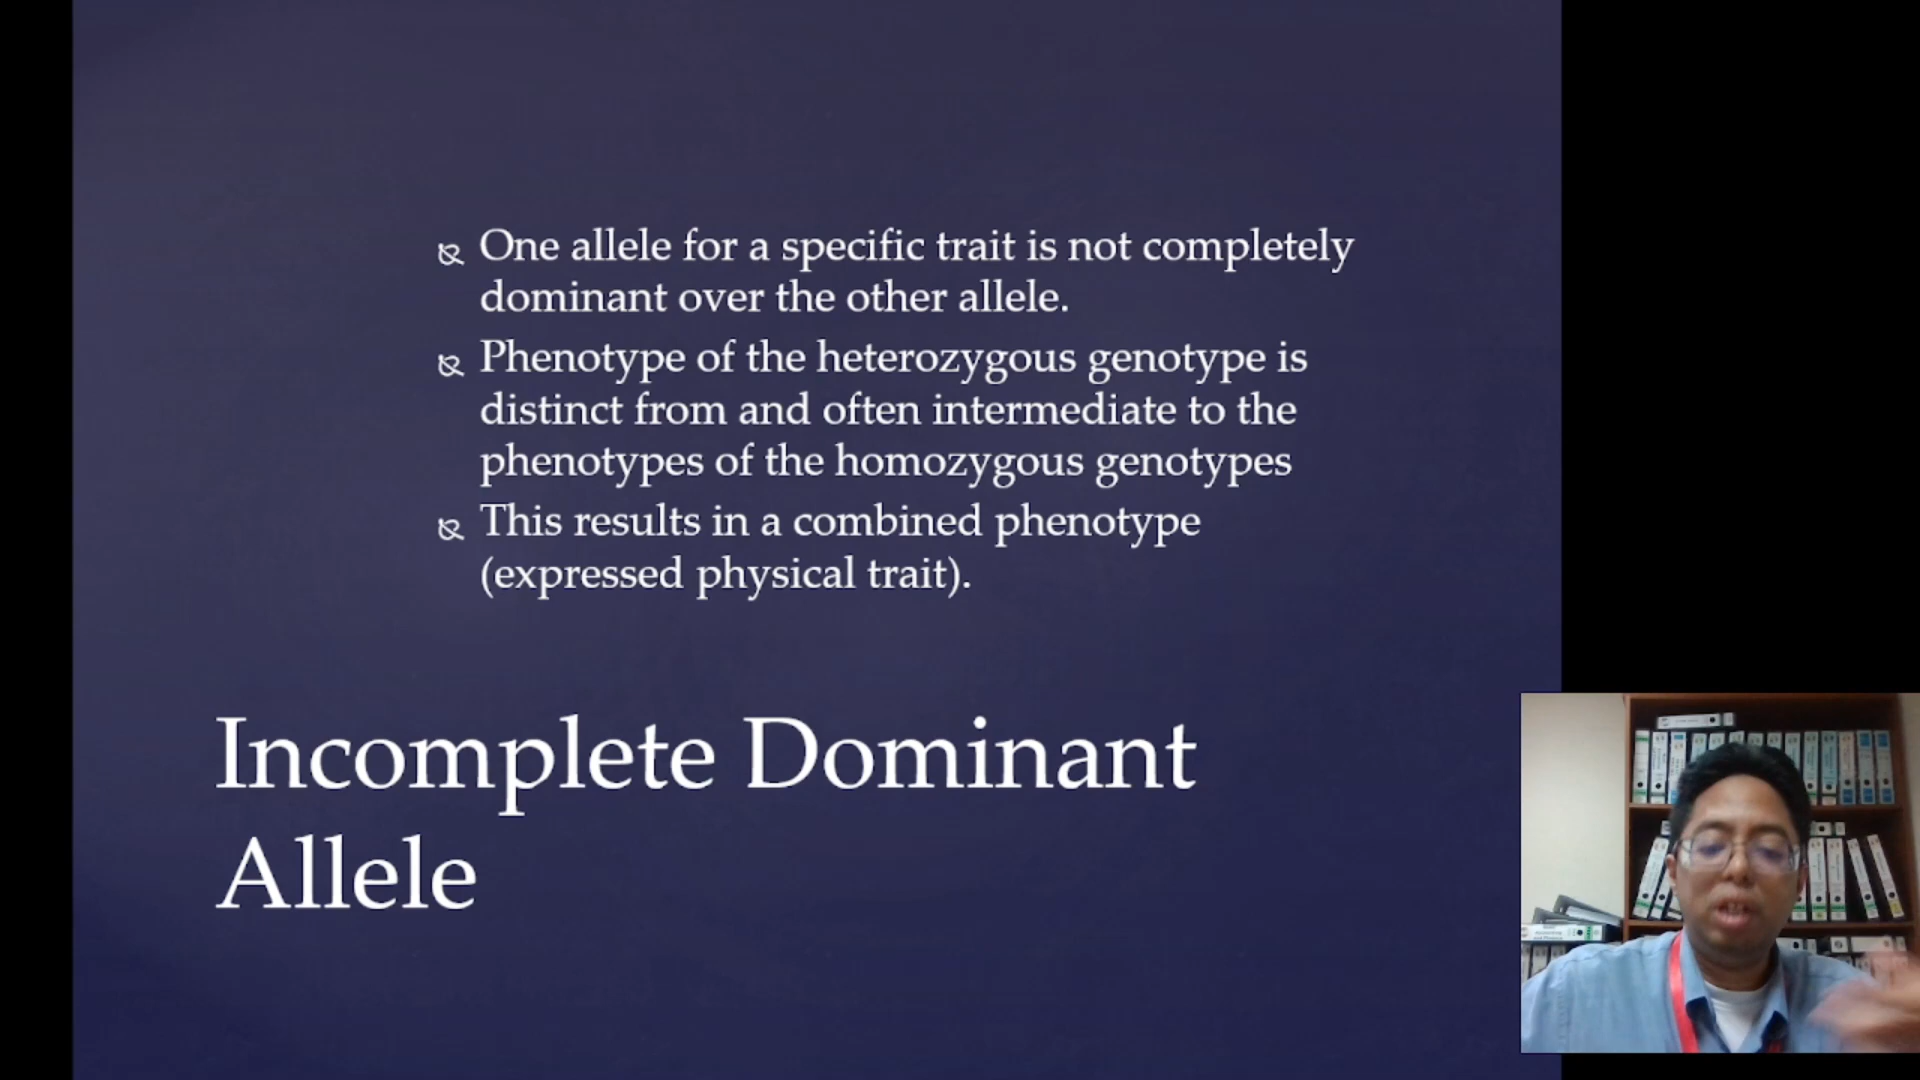 One allele for a specific trait is not completely
dominant over the other allele.
Phenotype of the heterozygous genotype is
distinct from and often intermediate to the
phenotypes of the homozygous genotypes
This results in a combined phenotype
(expressed physical trait).
Incomplete Dominant
Allele